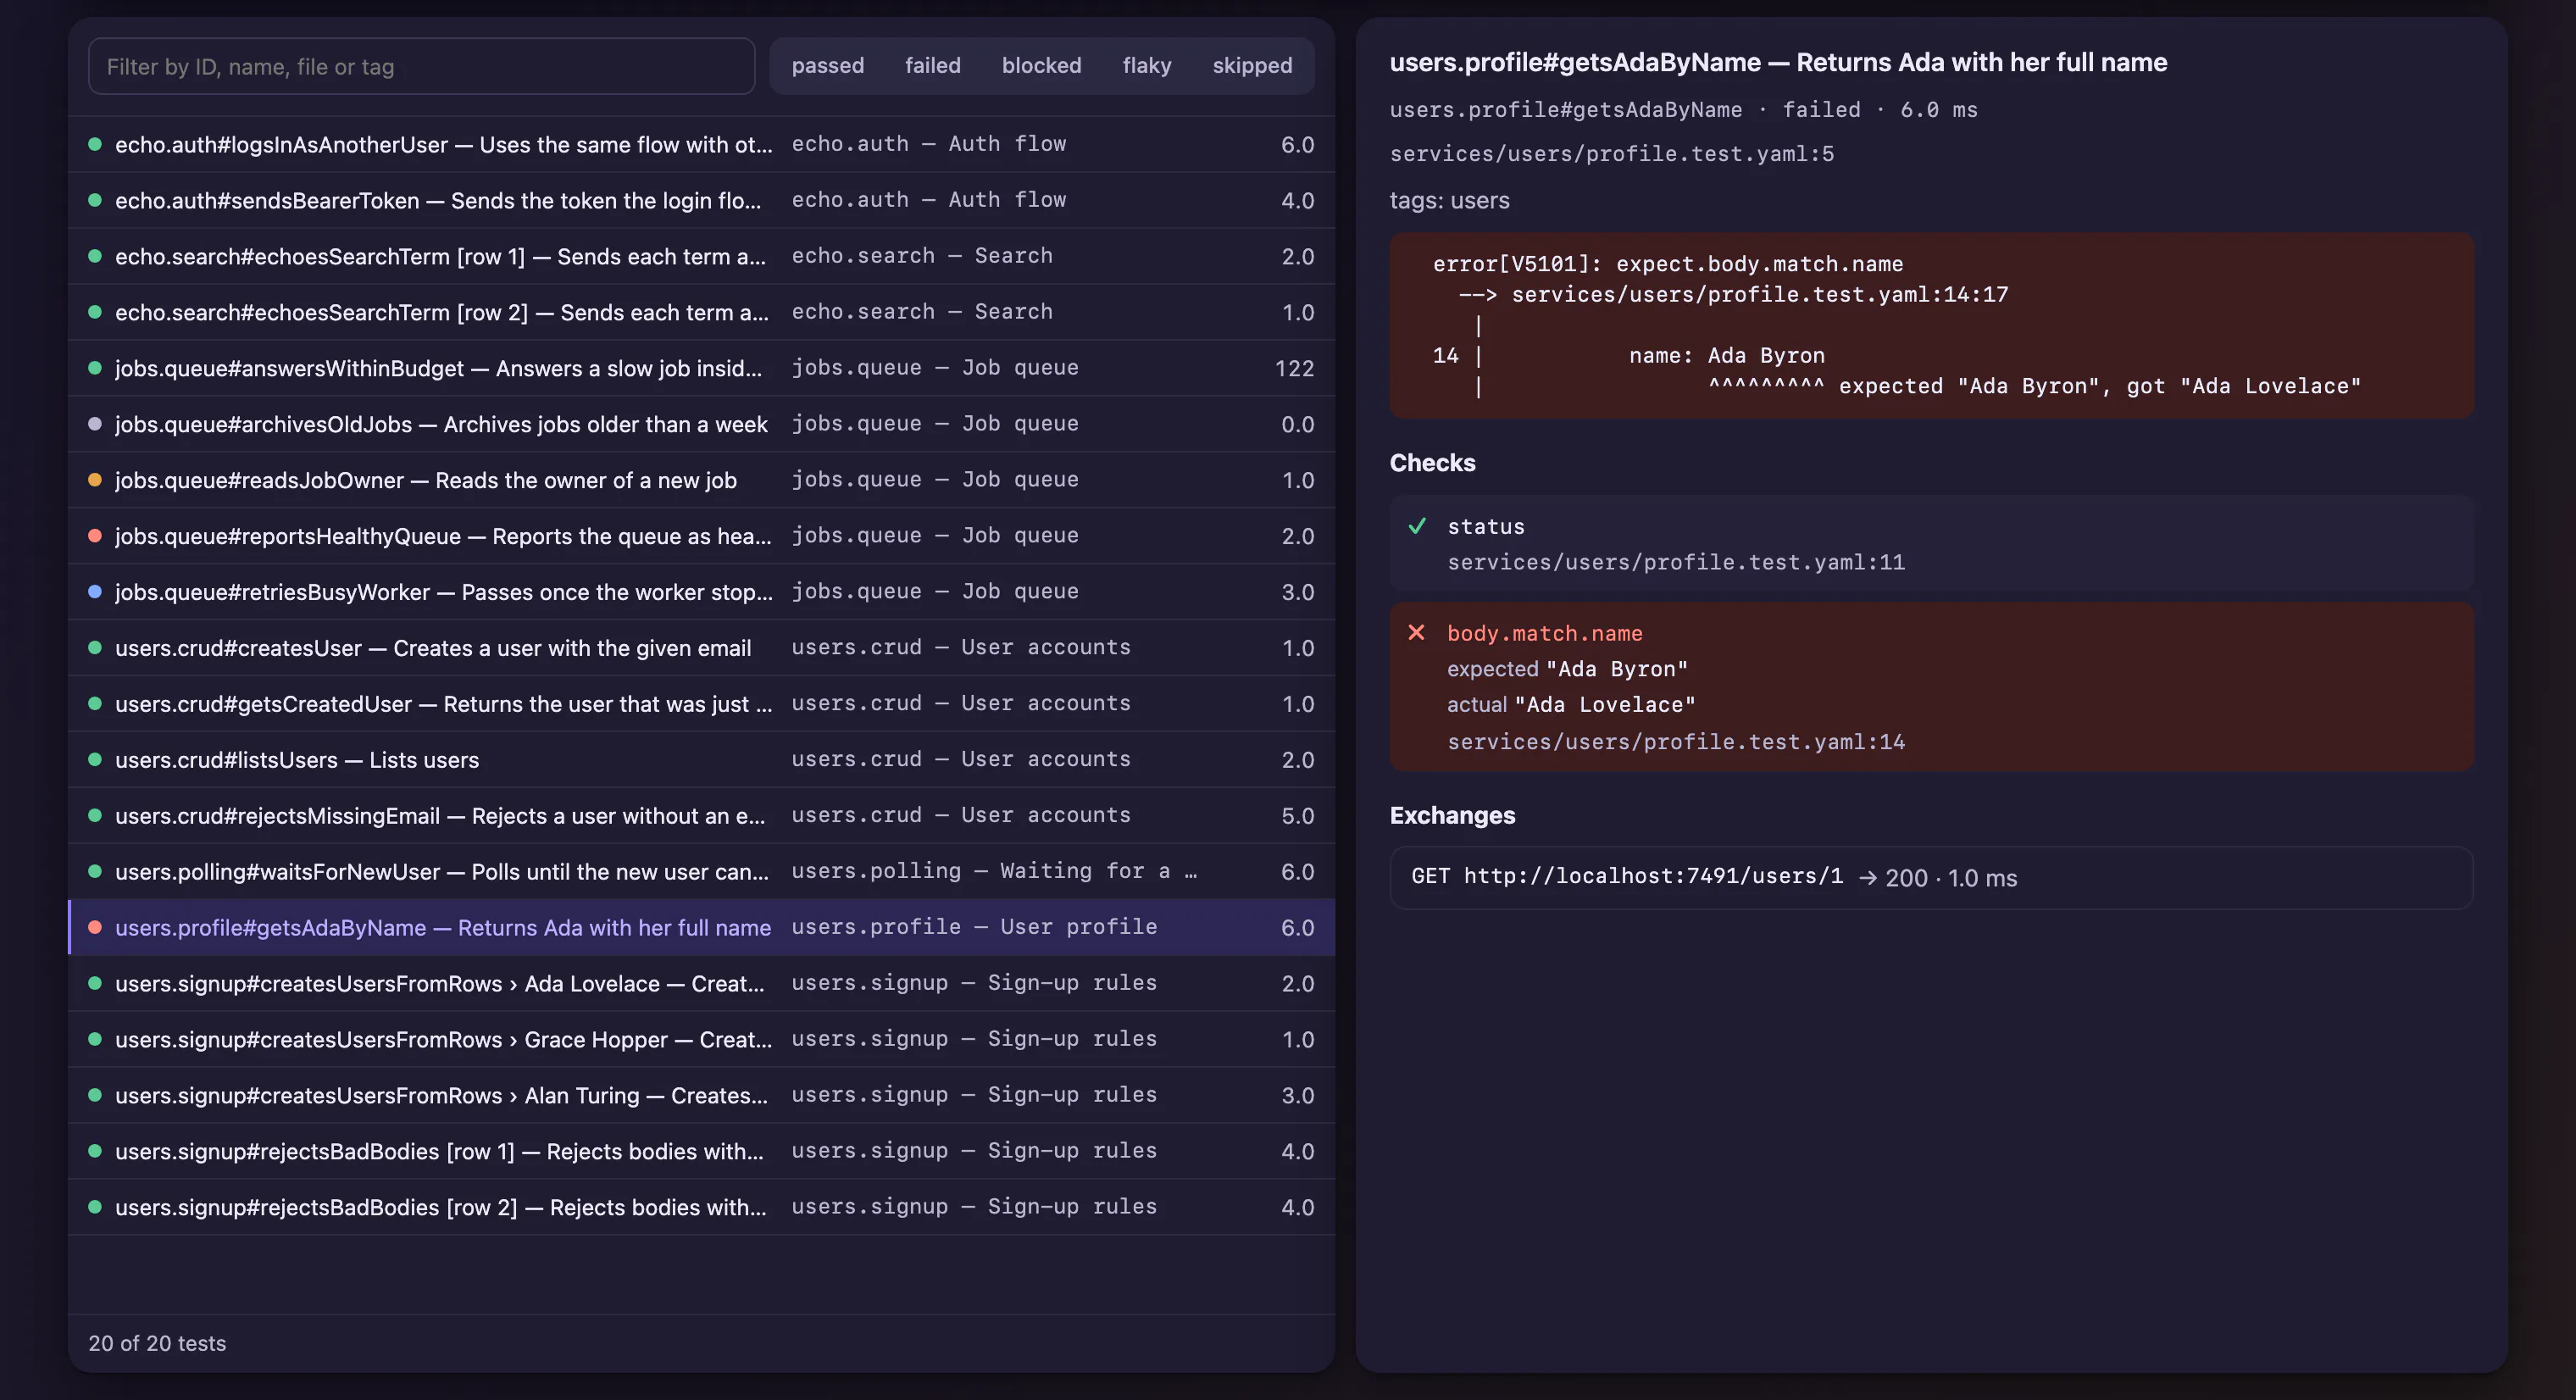 Filter by ID, name, file or tag
passed failed blocked flaky skipped
echo.auth#logsInAsAnotherUser — Uses the same flow with ot... echo.auth — Auth flow 6.0
echo.auth#sendsBearerToken — Sends the token the login flo... echo.auth — Auth flow 4.0
echo.search#echoesSearchTerm [row 1] — Sends each term a... echo.search — Search 2.0
echo.search#echoesSearchTerm [row 2] — Sends each term a... echo.search — Search 1.0
jobs.queue#answersWithinBudget — Answers a slow job insid... jobs.queue — Job queue 122
jobs.queue#archivesOldJobs — Archives jobs older than a week jobs.queue — Job queue 0.0
jobs.queue#readsJobOwner — Reads the owner of a new job jobs.queue — Job queue 1.0
jobs.queue#reportsHealthyQueue — Reports the queue as hea... jobs.queue — Job queue 2.0
jobs.queue#retriesBusyWorker — Passes once the worker stop... jobs.queue — Job queue 3.0
users.crud#createsUser — Creates a user with the given email users.crud — User accounts 1.0
users.crud#getsCreatedUser — Returns the user that was just ... users.crud — User accounts 1.0
users.crud#listsUsers — Lists users users.crud — User accounts 2.0
users.crud#rejectsMissingEmail — Rejects a user without an e... users.crud — User accounts 5.0
users.polling#waitsForNewUser — Polls until the new user can... users.polling — Waiting for a … 6.0
users.profile#getsAdaByName — Returns Ada with her full name users.profile — User profile 6.0
users.signup#createsUsersFromRows › Ada Lovelace — Creat... users.signup — Sign-up rules 2.0
users.signup#createsUsersFromRows › Grace Hopper — Creat... users.signup — Sign-up rules 1.0
users.signup#createsUsersFromRows › Alan Turing — Creates... users.signup — Sign-up rules 3.0
users.signup#rejectsBadBodies [row 1] — Rejects bodies with... users.signup — Sign-up rules 4.0
users.signup#rejectsBadBodies [row 2] — Rejects bodies with... users.signup — Sign-up rules 4.0
20 of 20 tests
users.profile#getsAdaByName — Returns Ada with her full name
users.profile#getsAdaByName · failed · 6.0 ms
services/users/profile.test.yaml:5
tags: users
error[V5101]: expect.body.match.name
--> services/users/profile.test.yaml:14:17
|
14 | name: Ada Byron
| ^^^^^^^^^ expected "Ada Byron", got "Ada Lovelace"
Checks
✓ status
services/users/profile.test.yaml:11
✕ body.match.name
expected "Ada Byron"
actual "Ada Lovelace"
services/users/profile.test.yaml:14
Exchanges
GET http://localhost:7491/users/1 → 200 · 1.0 ms